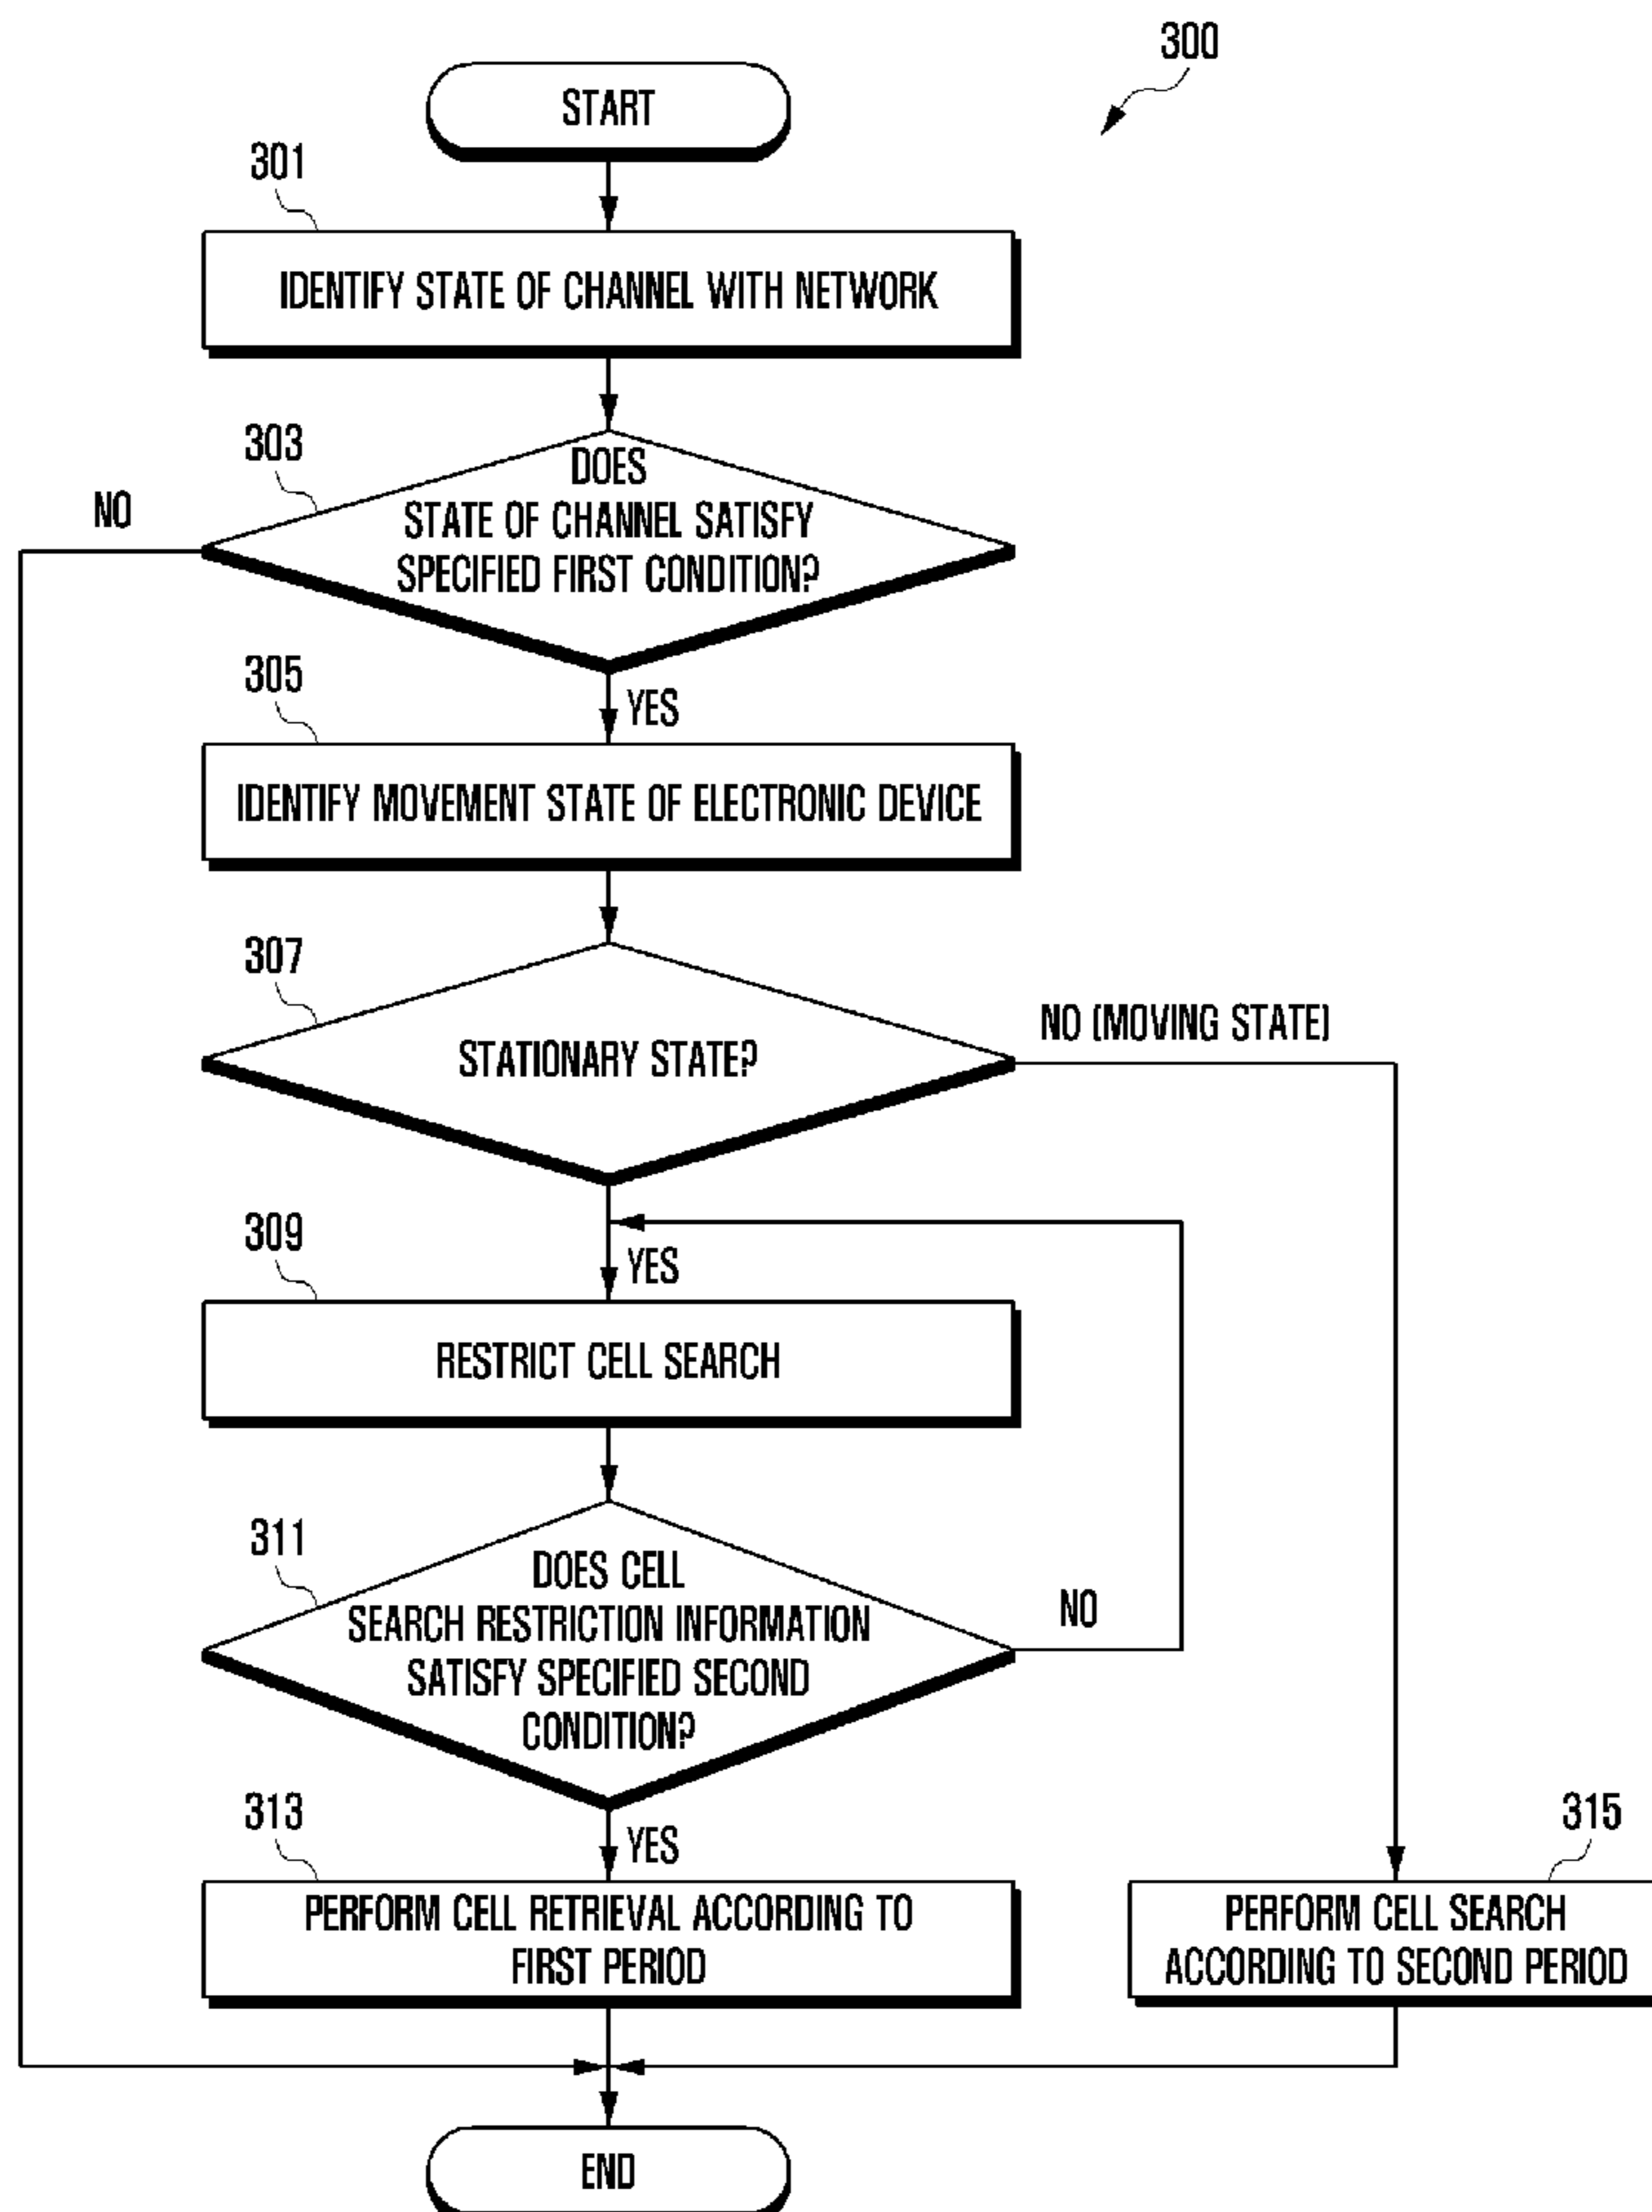 300
START
301
IDENTIFY STATE OF CHANNEL WITH NETWORK
303
NO
DOES
STATE OF CHANNEL SATISFY
SPECIFIED FIRST CONDITION?
305
YES
IDENTIFY MOVEMENT STATE OF ELECTRONIC DEVICE
307
NO (MOVING STATE)
STATIONARY STATE?
309
YES
RESTRICT CELL SEARCH
311
DOES CELL
SEARCH RESTRICTION INFORMATION
SATISFY SPECIFIED SECOND
CONDITION?
NO
313
YES
315
PERFORM CELL RETRIEVAL ACCORDING TO
FIRST PERIOD
PERFORM CELL SEARCH
ACCORDING TO SECOND PERIOD
END